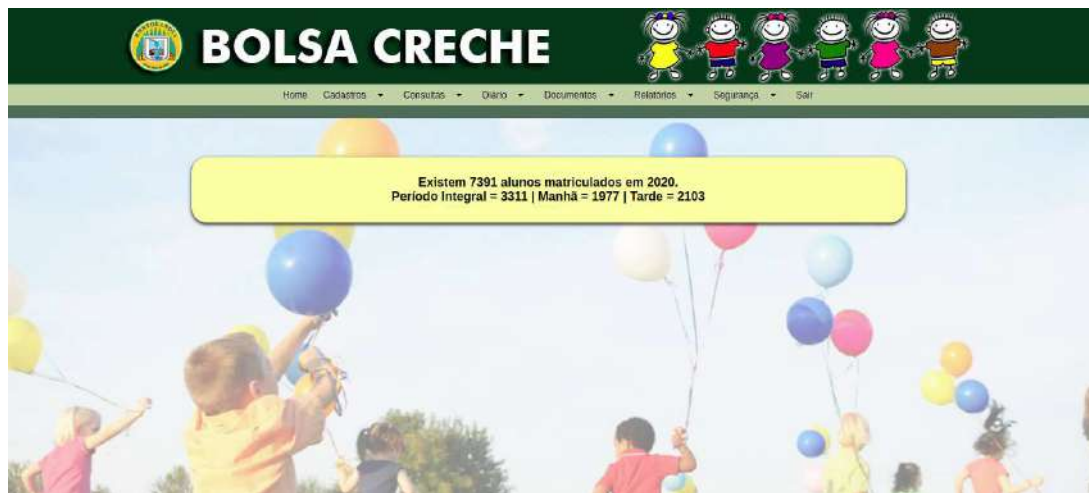 BOLSA CRECHE
Home Cadastros Consultas Diário Documentos Relatórios Segurança Sair
Existem 7391 alunos matriculados em 2020.
Período Integral = 3311 | Manhã = 1977 | Tarde = 2103